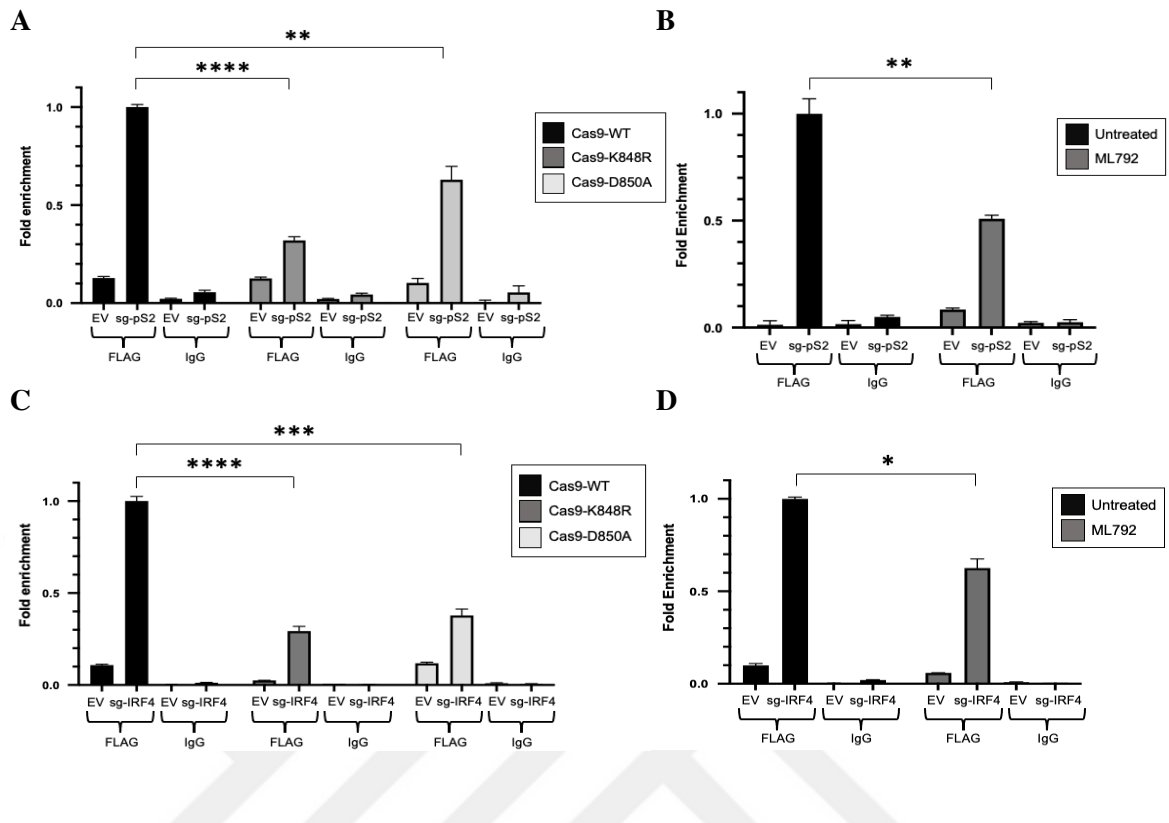 A
**
****
1.0
0.5
0.0
Fold enrichment
EV sg-pS2 EV sg-pS2 EV sg-pS2 EV sg-pS2 EV sg-pS2 EV sg-pS2
FLAG IgG FLAG IgG FLAG IgG
Cas9-WT
Cas9-K848R
Cas9-D850A
B
**
1.0
0.5
0.0
Fold Enrichment
EV sg-pS2 EV sg-pS2 EV sg-pS2 EV sg-pS2
FLAG IgG FLAG IgG
Untreated
ML792
C
***
****
1.0
0.5
0.0
Fold enrichment
EV sg-IRF4 EV sg-IRF4 EV sg-IRF4 EV sg-IRF4 EV sg-IRF4 EV sg-IRF4
FLAG IgG FLAG IgG FLAG IgG
Cas9-WT
Cas9-K848R
Cas9-D850A
D
*
1.0
0.5
0.0
Fold Enrichment
EV sg-IRF4 EV sg-IRF4 EV sg-IRF4 EV sg-IRF4
FLAG IgG FLAG IgG
Untreated
ML792